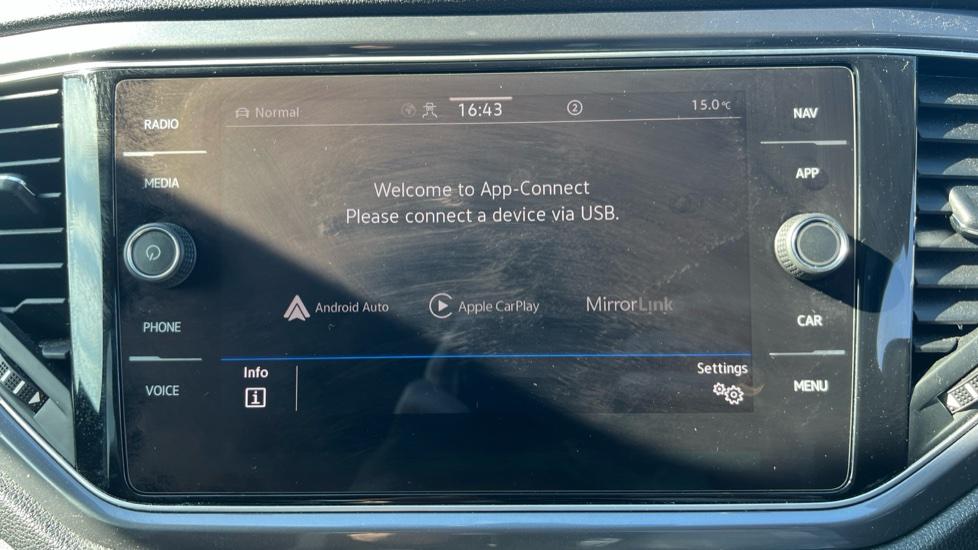 RADIO
MEDIA
PHONE
VOICE
Normal
16:43
2
15.0°C
Welcome to App-Connect
Please connect a device via USB.
Android Auto
Apple CarPlay
MirrorLink
Info
i
Settings
NAV
APP
CAR
MENU